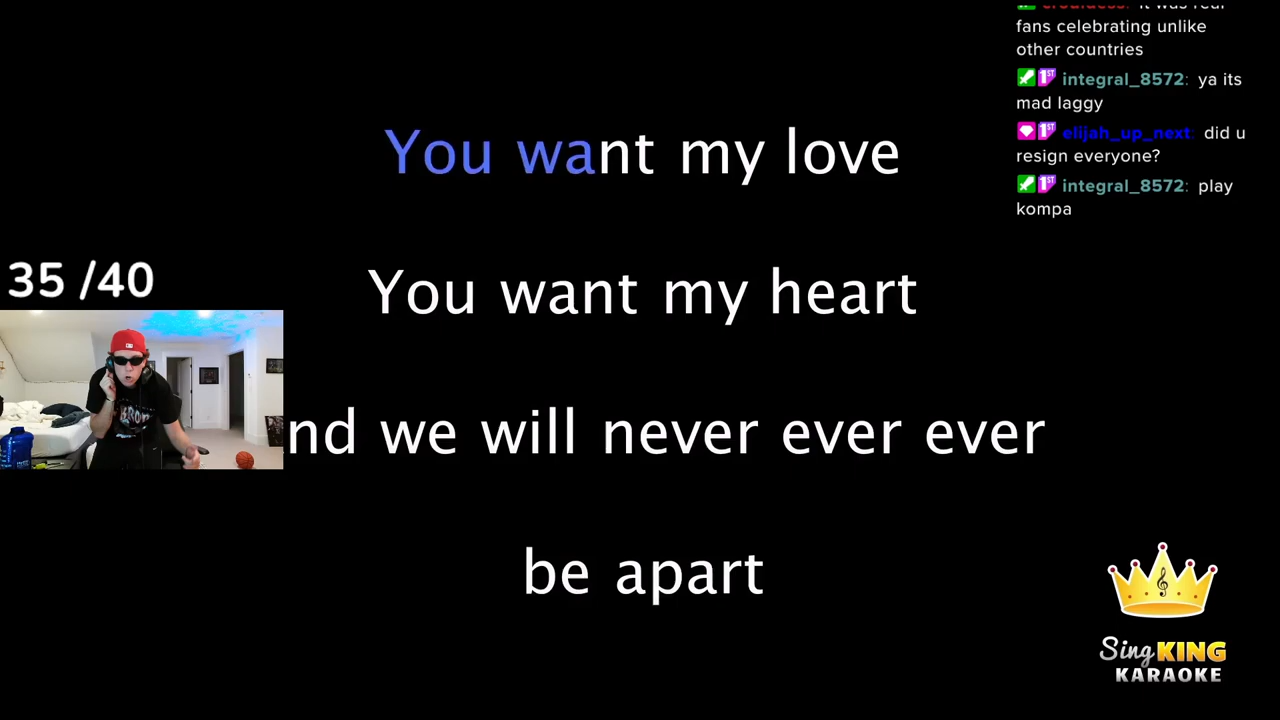 fans celebrating unlike
other countries
integral_8572: ya its
mad laggy
elijah_up_next: did u
resign everyone?
integral_8572: play
kompa
You want my love
You want my heart
nd we will never ever ever
be apart
35 /40
Sing KING
KARAOKE